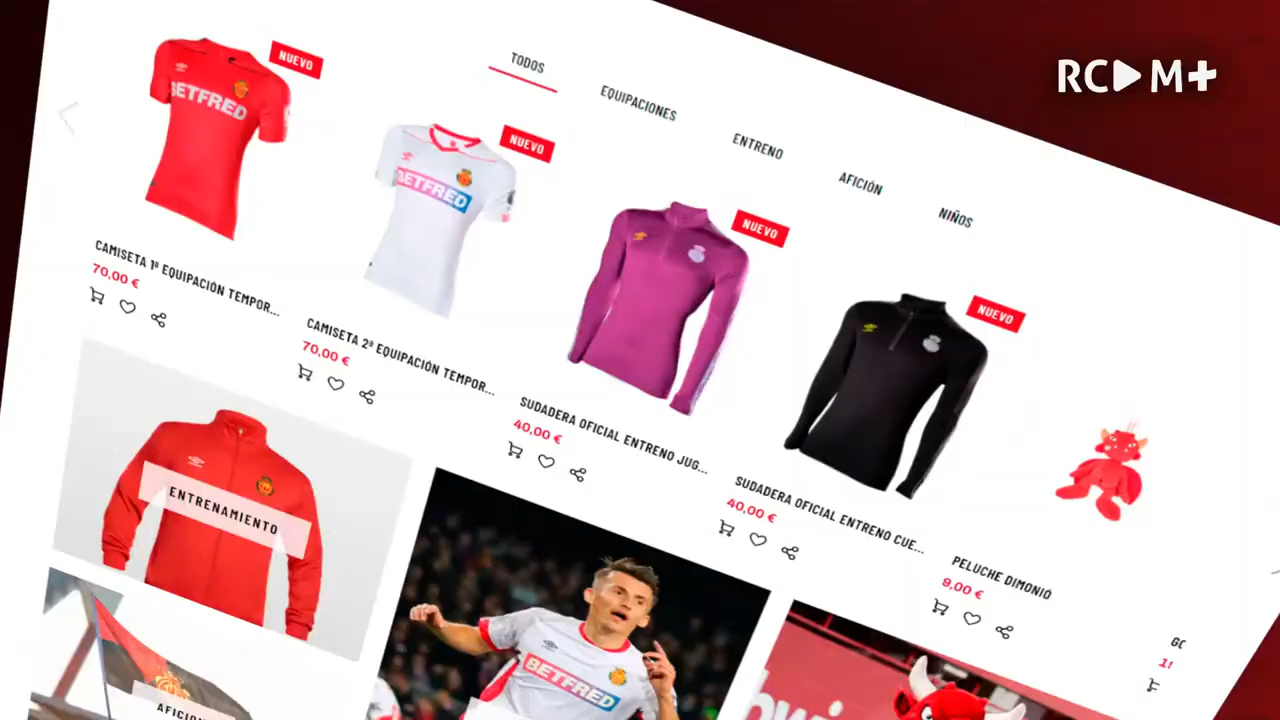 RC▶M+
TODOS
EQUIPACIONES
ENTRENO
AFICIÓN
NIÑOS
NUEVO
BETFRED
CAMISETA 1ª EQUIPACIÓN TEMPOR...
70,00 €
NUEVO
BETFRED
CAMISETA 2ª EQUIPACIÓN TEMPOR...
70,00 €
NUEVO
SUDADERA OFICIAL ENTRENO JUG...
40,00 €
NUEVO
SUDADERA OFICIAL ENTRENO CUE...
40,00 €
PELUCHE DIMONIÓ
9,00 €
ENTRENAMIENTO
BETFRED